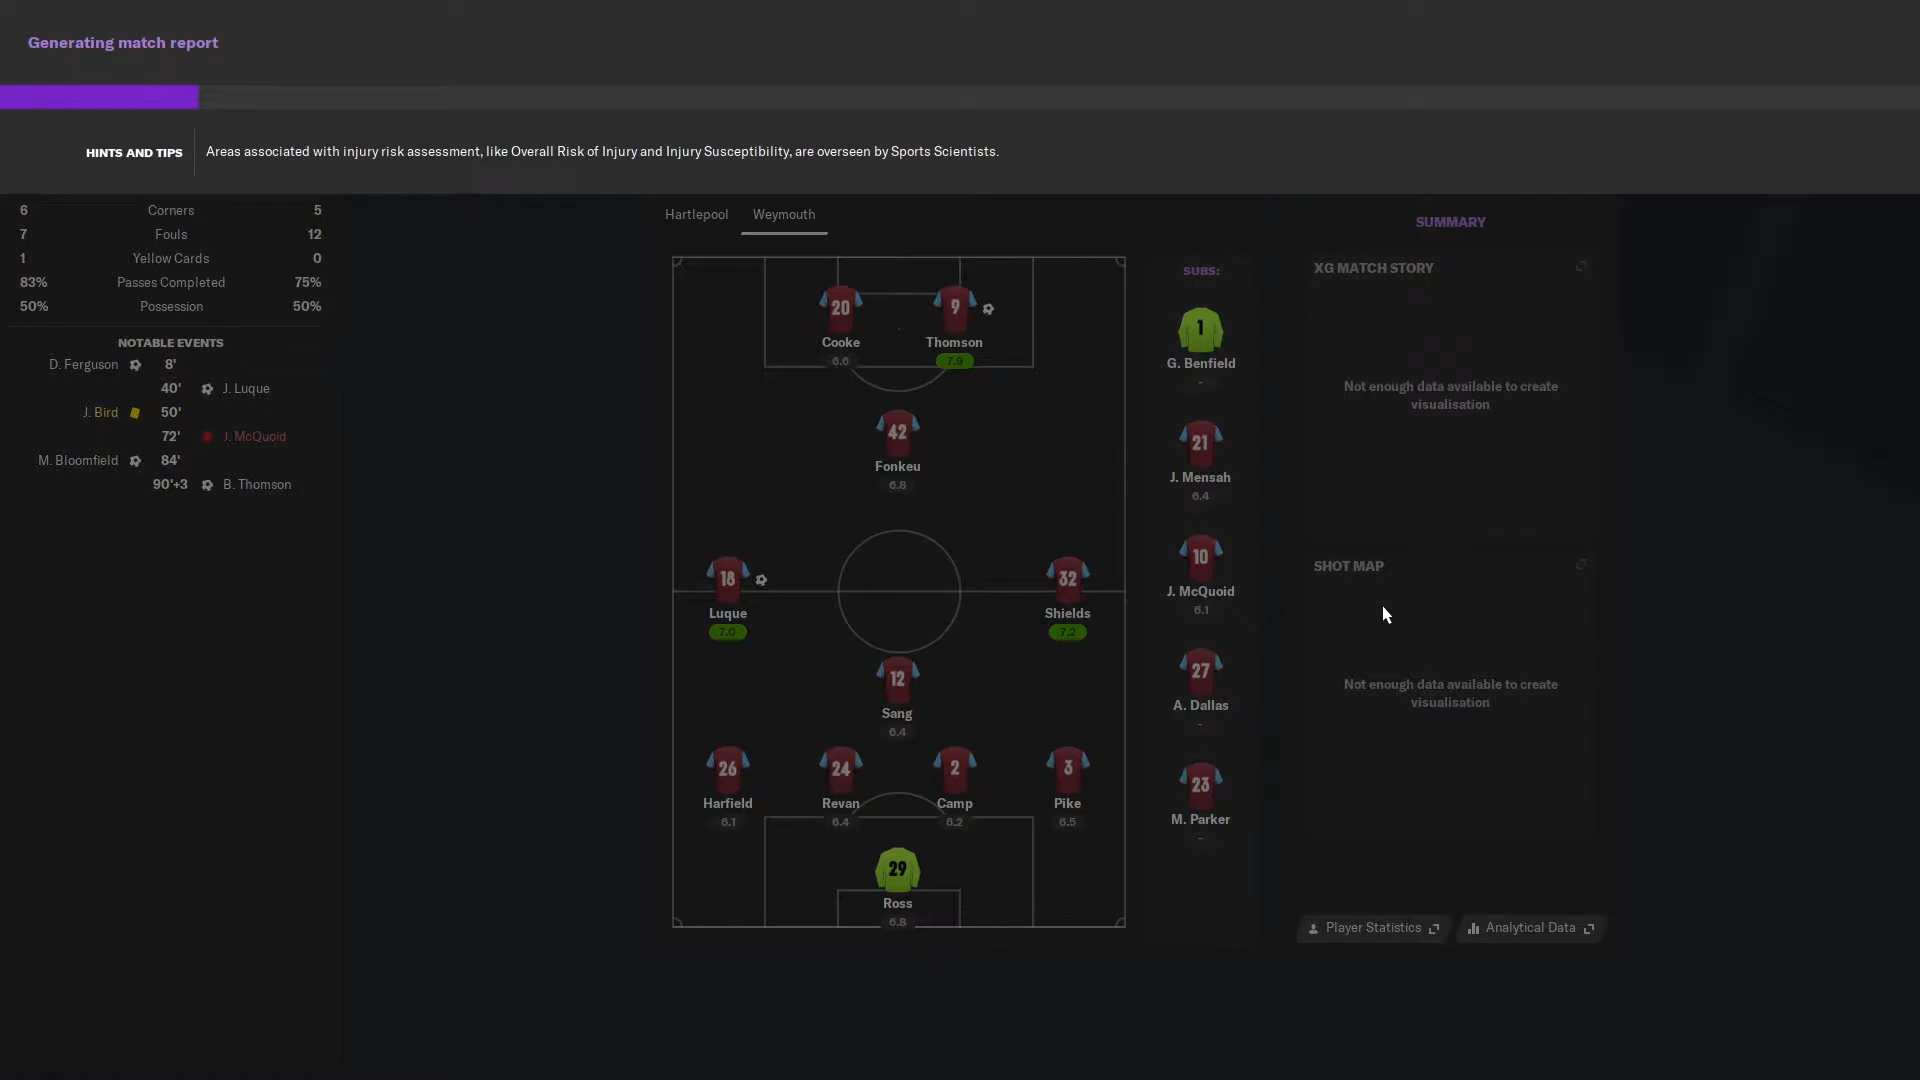 Generating match report
HINTS AND TIPS
Areas associated with injury risk assessment, like Overall Risk of Injury and Injury Susceptibility, are overseen by Sports Scientists.
6 Corners 5
7 Fouls 12
1 Yellow Cards 0
83% Passes Completed 75%
50% Possession 50%
NOTABLE EVENTS
D. Ferguson 8'
40' J. Luque
J. Bird 50'
72' J. McQuoid
M. Bloomfield 84'
90'+3 B. Thomson
Hartlepool Weymouth
20 9
Cooke Thomson
6.6 7.9
42
Fonkeu
6.8
18 32
Luque Shields
7.0 7.2
12
Sang
6.4
26 24 2 3
Harfield Revan Camp Pike
6.1 6.4 6.2 6.5
29
Ross
6.8
SUBS:
1
G. Benfield
-
21
J. Mensah
6.4
10
J. McQuoid
6.1
27
A. Dallas
-
23
M. Parker
-
SUMMARY
XG MATCH STORY
Not enough data available to create
visualisation
SHOT MAP
Not enough data available to create
visualisation
Player Statistics Analytical Data